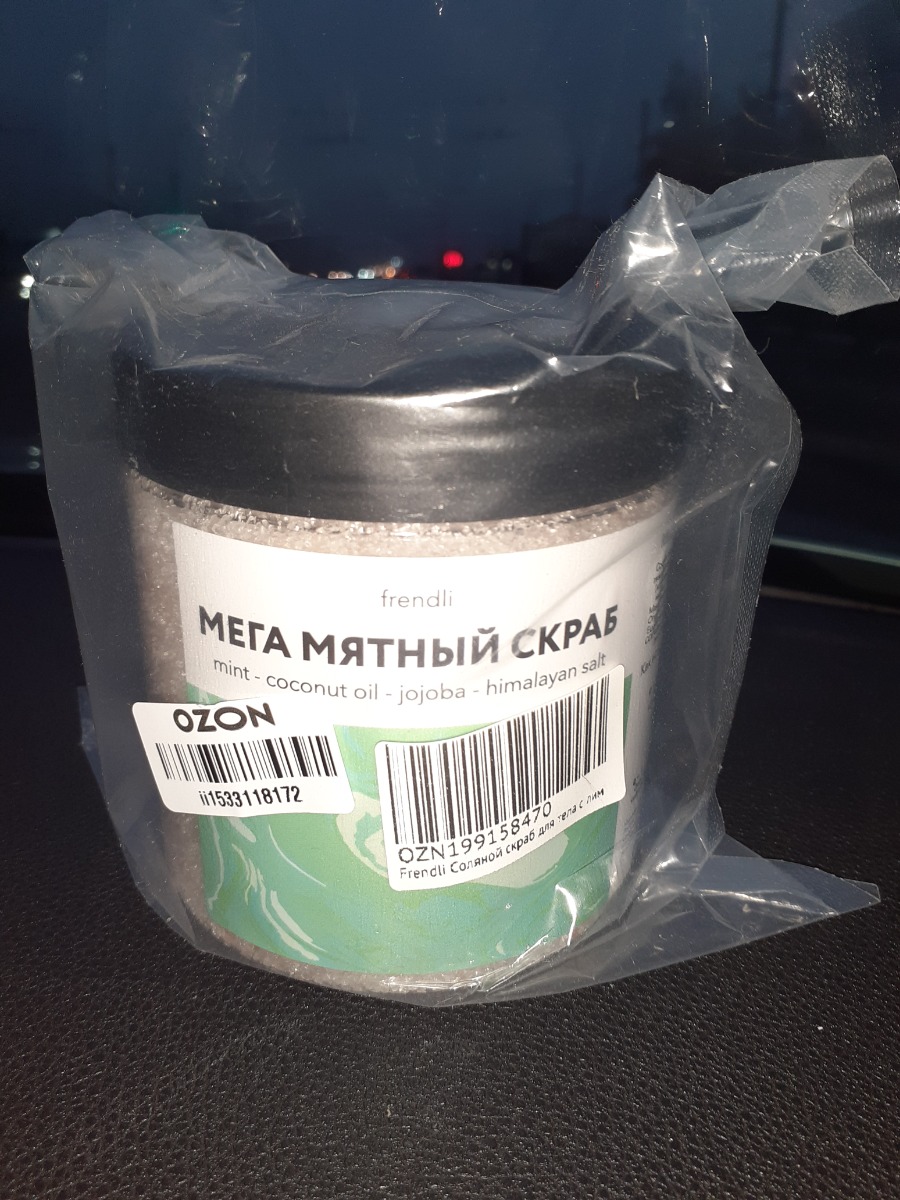 frendli
МЕГА МЯТНЫЙ СКРАБ
mint - coconut oil - jojoba - himalayan salt
OZON
ii1533118172
OZN199158470
Frendli Соляной скраб для тела с лим